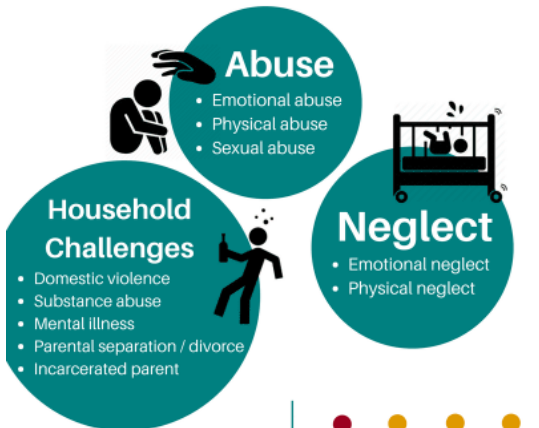 Abuse
• Emotional abuse
• Physical abuse
• Sexual abuse
Household
Challenges
• Domestic violence
• Substance abuse
• Mental illness
• Parental separation / divorce
• Incarcerated parent
Neglect
• Emotional neglect
• Physical neglect